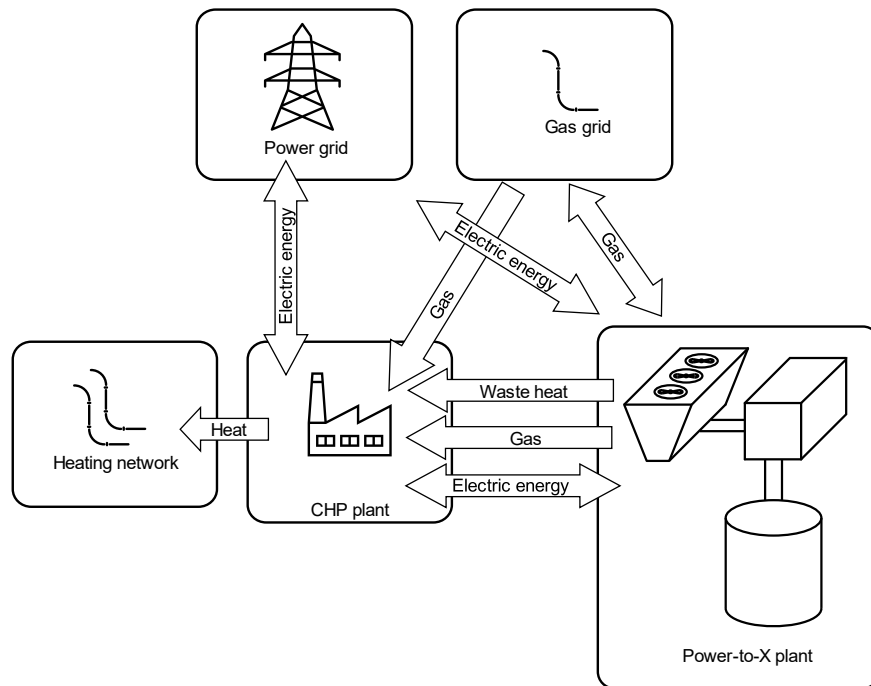 Power grid
Gas grid
Electric energy
Electric energy
Gas
Gas
Heating network
Heat
CHP plant
Waste heat
Gas
Electric energy
Power-to-X plant